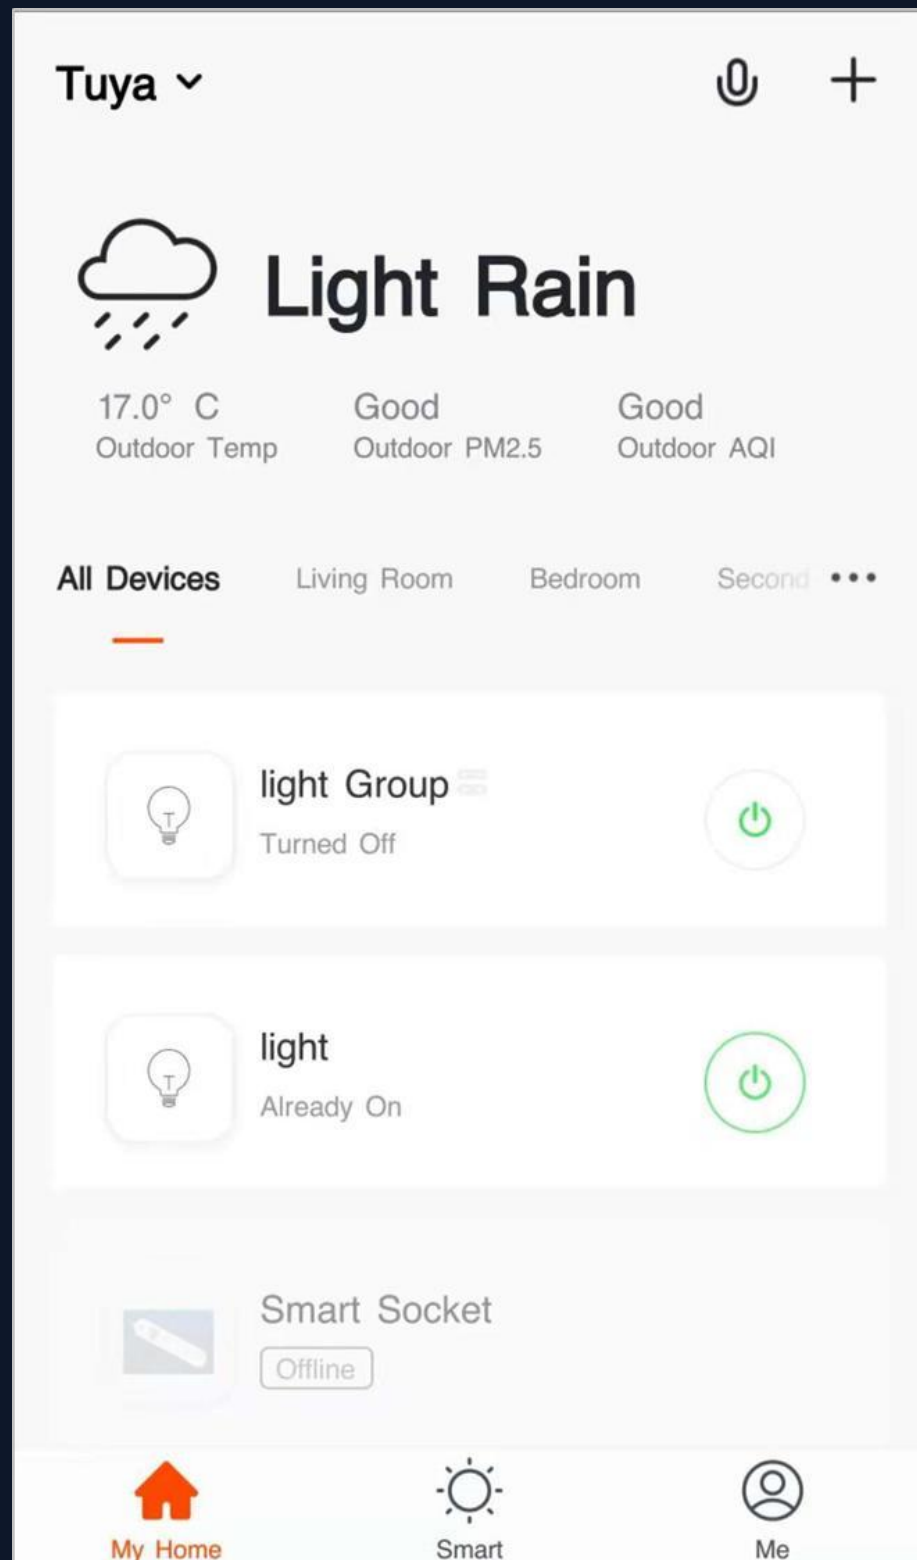 Tuya
Light Rain
17.0° C Good Good
Outdoor Temp Outdoor PM2.5 Outdoor AQI
All Devices Living Room Bedroom Second
light Group
Turned Off
light
Already On
Smart Socket
Offline
My Home Smart Me